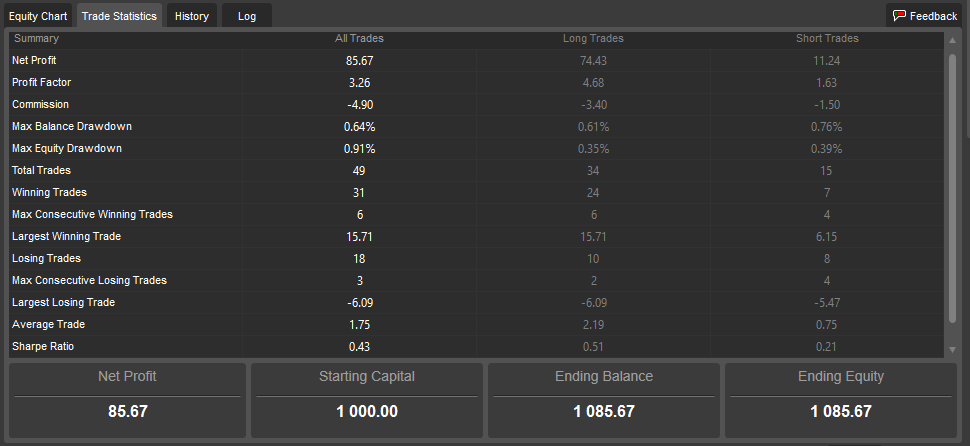 Equity Chart Trade Statistics History Log Feedback
Summary All Trades Long Trades Short Trades
Net Profit 85.67 74.43 11.24
Profit Factor 3.26 4.68 1.63
Commission -4.90 -3.40 -1.50
Max Balance Drawdown 0.64% 0.61% 0.76%
Max Equity Drawdown 0.91% 0.35% 0.39%
Total Trades 49 34 15
Winning Trades 31 24 7
Max Consecutive Winning Trades 6 6 4
Largest Winning Trade 15.71 15.71 6.15
Losing Trades 18 10 8
Max Consecutive Losing Trades 3 2 4
Largest Losing Trade -6.09 -6.09 -5.47
Average Trade 1.75 2.19 0.75
Sharpe Ratio 0.43 0.51 0.21
Net Profit Starting Capital Ending Balance Ending Equity
85.67 1 000.00 1 085.67 1 085.67